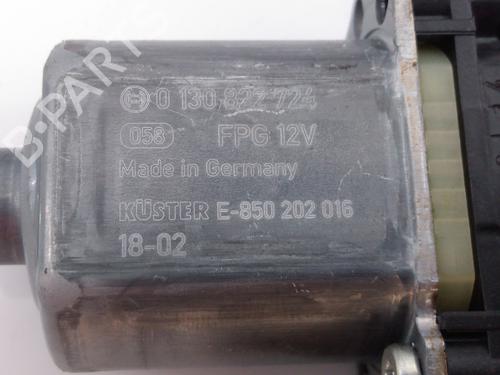 0 130 822 724
058 FPG 12V
Made in Germany
KÜSTER E-850 202 016
18-02
B-PARTS